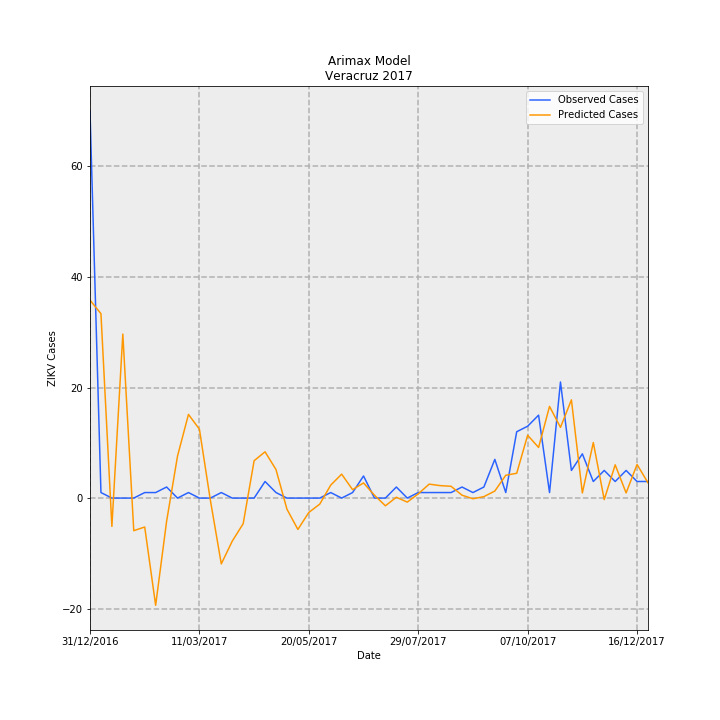 Arimax Model
Veracruz 2017
Observed Cases
Predicted Cases
60
40
20
0
−20
ZIKV Cases
31/12/2016 11/03/2017 20/05/2017 29/07/2017 07/10/2017 16/12/2017
Date